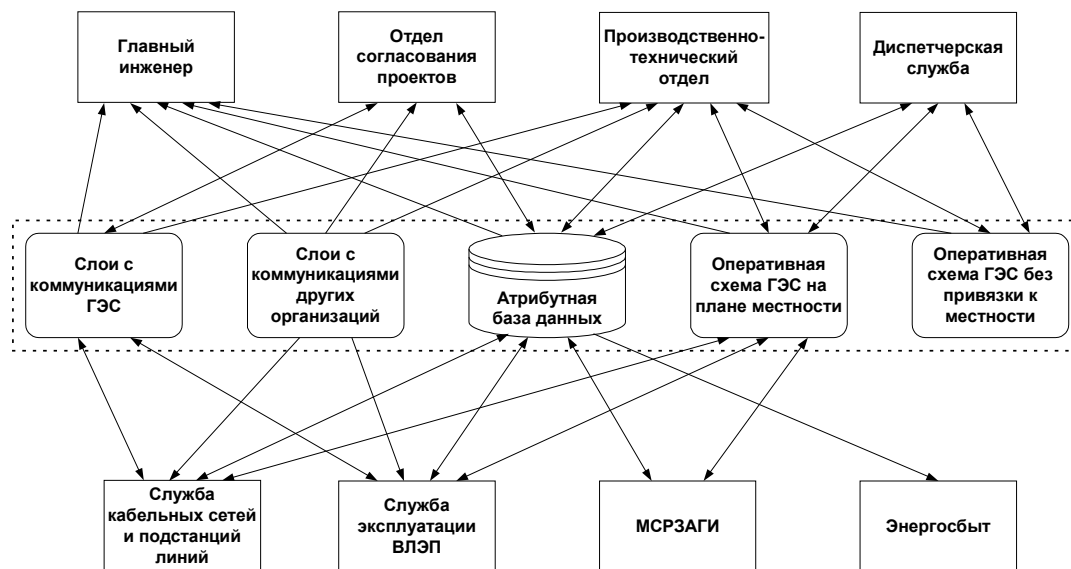 Главный
инженер
Отдел
согласования
проектов
Производственно-
технический
отдел
Диспетчерская
служба
Слои с
коммуникациями
ГЭС
Слои с
коммуникациями
других
организаций
Атрибутная
база данных
Оперативная
схема ГЭС на
плане местности
Оперативная
схема ГЭС без
привязки к
местности
Служба
кабельных сетей
и подстанций
линий
Служба
эксплуатации
ВЛЭП
МСРЗАГИ
Энергосбыт